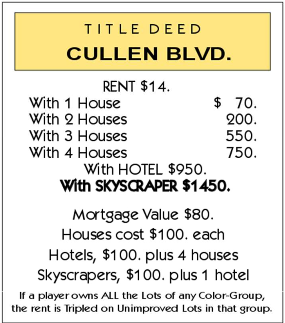 TITLE DEED
CULLEN BLVD.
RENT $14.
With 1 House $ 70.
With 2 Houses 200.
With 3 Houses 550.
With 4 Houses 750.
With HOTEL $950.
With SKYSCRAPER $1450.
Mortgage Value $80.
Houses cost $100. each
Hotels, $100. plus 4 houses
Skyscrapers, $100. plus 1 hotel
If a player owns ALL the Lots of any Color-Group,
the rent is Tripled on Unimproved Lots in that group.